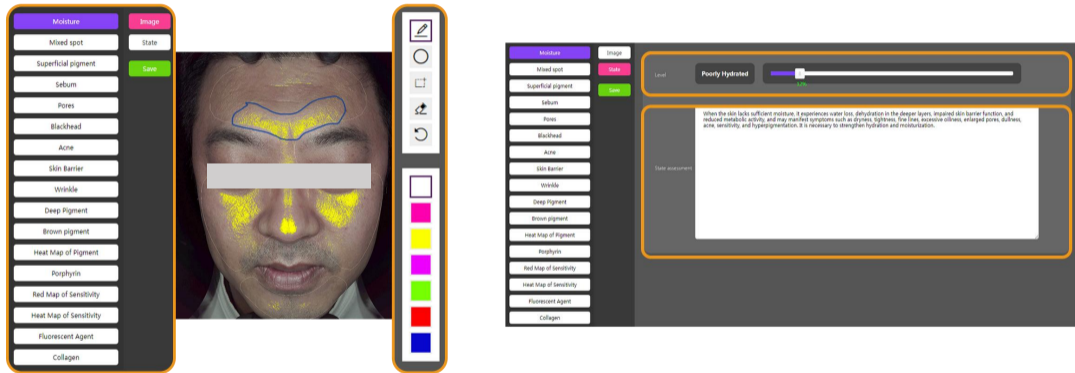 Moisture
Image
Mixed spot
State
Superficial pigment
Save
Sebum
Pores
Blackhead
Acne
Skin Barrier
Wrinkle
Deep Pigment
Brown pigment
Heat Map of Pigment
Porphyrin
Red Map of Sensitivity
Heat Map of Sensitivity
Fluorescent Agent
Collagen
Moisture
Image
Mixed spot
State
Superficial pigment
Save
Sebum
Pores
Blackhead
Acne
Skin Barrier
Wrinkle
Deep Pigment
Brown pigment
Heat Map of Pigment
Porphyrin
Red Map of Sensitivity
Heat Map of Sensitivity
Fluorescent Agent
Collagen
Level
Poorly Hydrated
State assessment
When the skin lacks sufficient moisture, it experiences water loss, dehydration in the deeper layers, impaired skin barrier function, and
reduced metabolic activity, and may manifest symptoms such as dryness, tightness, fine lines, excessive oiliness, enlarged pores, dullness,
acne, sensitivity, and hyperpigmentation. It is necessary to strengthen hydration and moisturization.